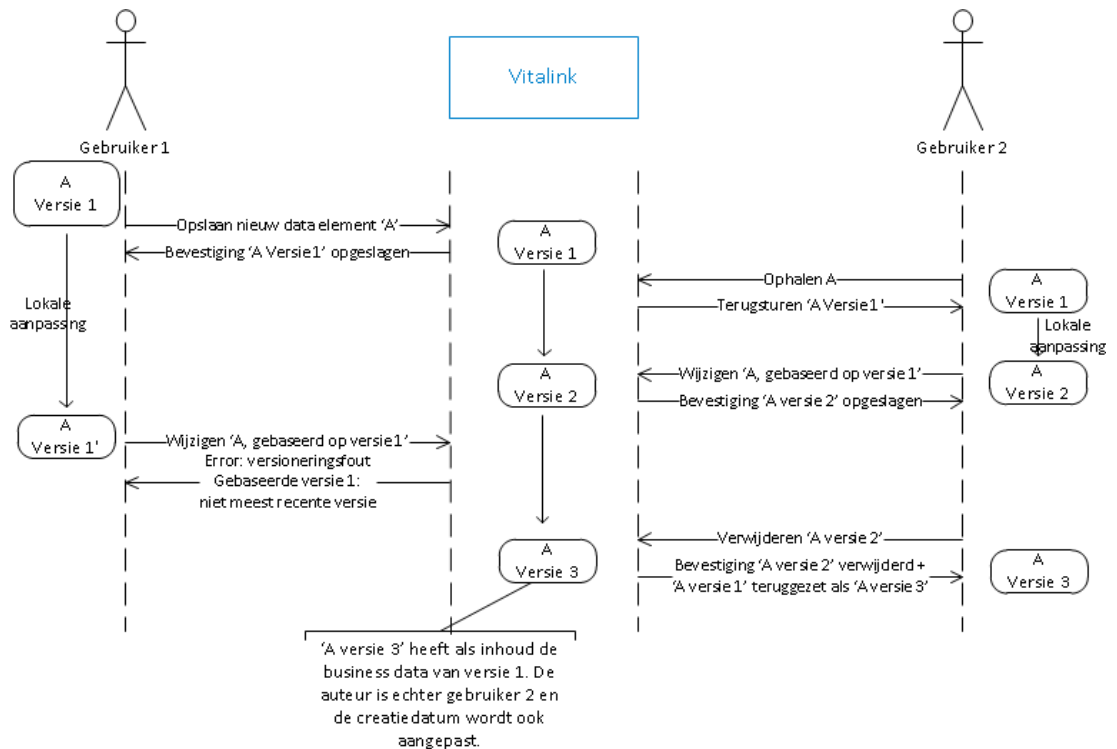 Vitalink
Gebruiker 1
Gebruiker 2
A
Versie 1
Opslaan nieuw data element ‘A’
Bevestiging ‘A Versie1’ opgeslagen
A
Versie 1
Ophalen A
Terugsturen ‘A Versie1'
A
Versie 1
Lokale
aanpassing
Lokale
aanpassing
Wijzigen ‘A, gebaseerd op versie1’
Bevestiging ‘A versie 2’ opgeslagen
A
Versie 2
A
Versie 2
A
Versie 1'
Wijzigen ‘A, gebaseerd op versie1’
Error: versioneringsfout
Gebaseerde versie 1:
niet meest recente versie
Verwijderen ‘A versie 2’
Bevestiging ‘A versie 2’ verwijderd +
‘A versie 1’ teruggezet als ‘A versie 3’
A
Versie 3
A
Versie 3
‘A versie 3’ heeft als inhoud de
business data van versie 1. De
auteur is echter gebruiker 2 en
de creatiedatum wordt ook
aangepast.